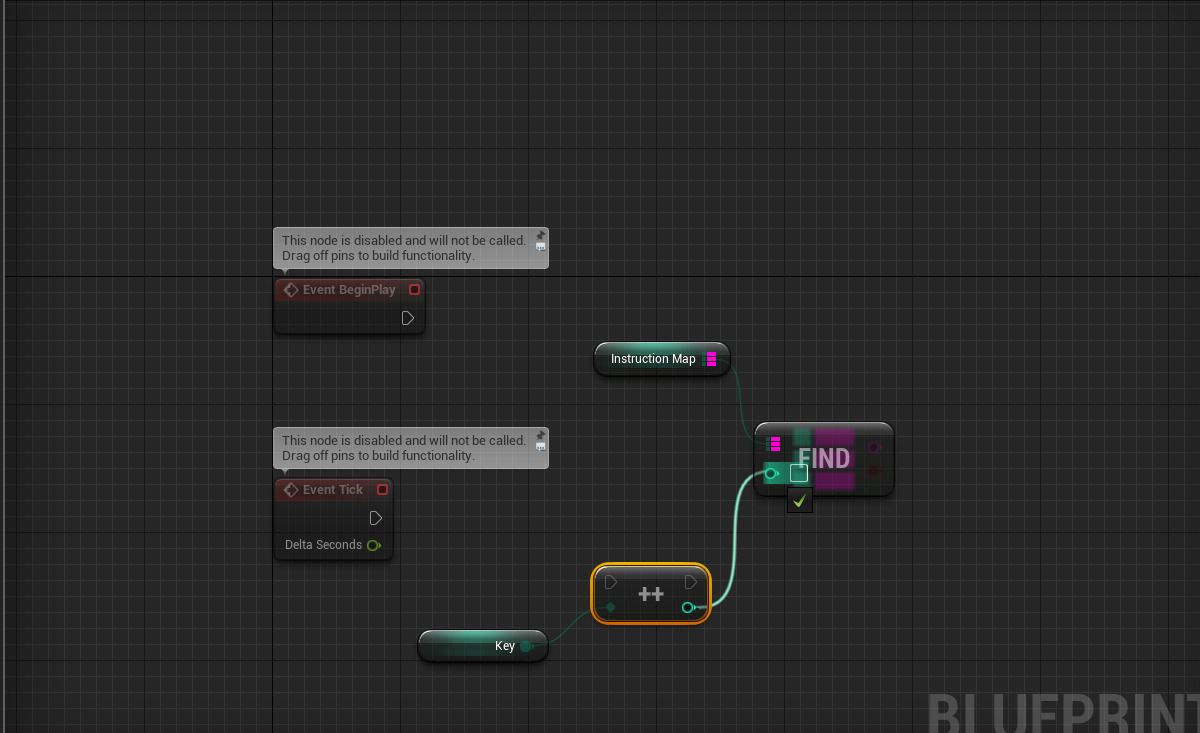 This node is disabled and will not be called.
Drag off pins to build functionality.
Event BeginPlay
Instruction Map
This node is disabled and will not be called.
Drag off pins to build functionality.
FIND
Event Tick
Delta Seconds
++
Key
BLUEPRINT